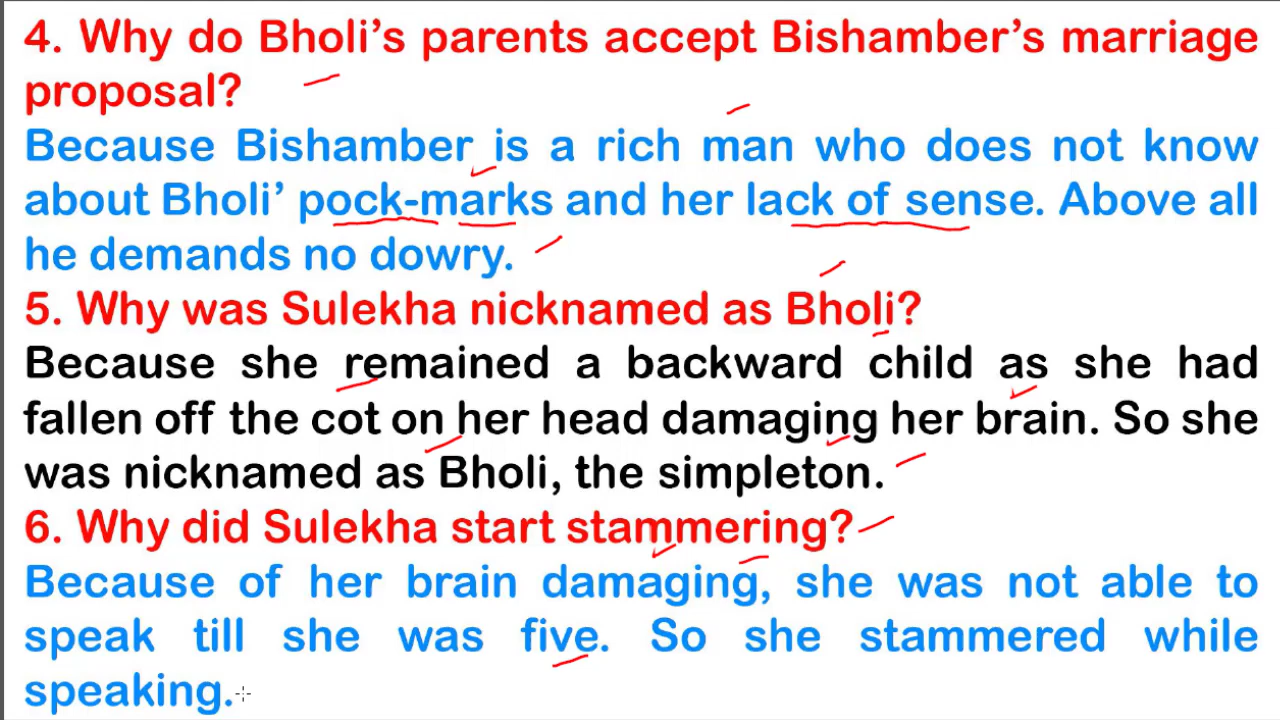 4. Why do Bholi’s parents accept Bishamber’s marriage
proposal?
Because Bishamber is a rich man who does not know
about Bholi’ pock-marks and her lack of sense. Above all
he demands no dowry.
5. Why was Sulekha nicknamed as Bholi?
Because she remained a backward child as she had
fallen off the cot on her head damaging her brain. So she
was nicknamed as Bholi, the simpleton.
6. Why did Sulekha start stammering?
Because of her brain damaging, she was not able to
speak till she was five. So she stammered while
speaking.